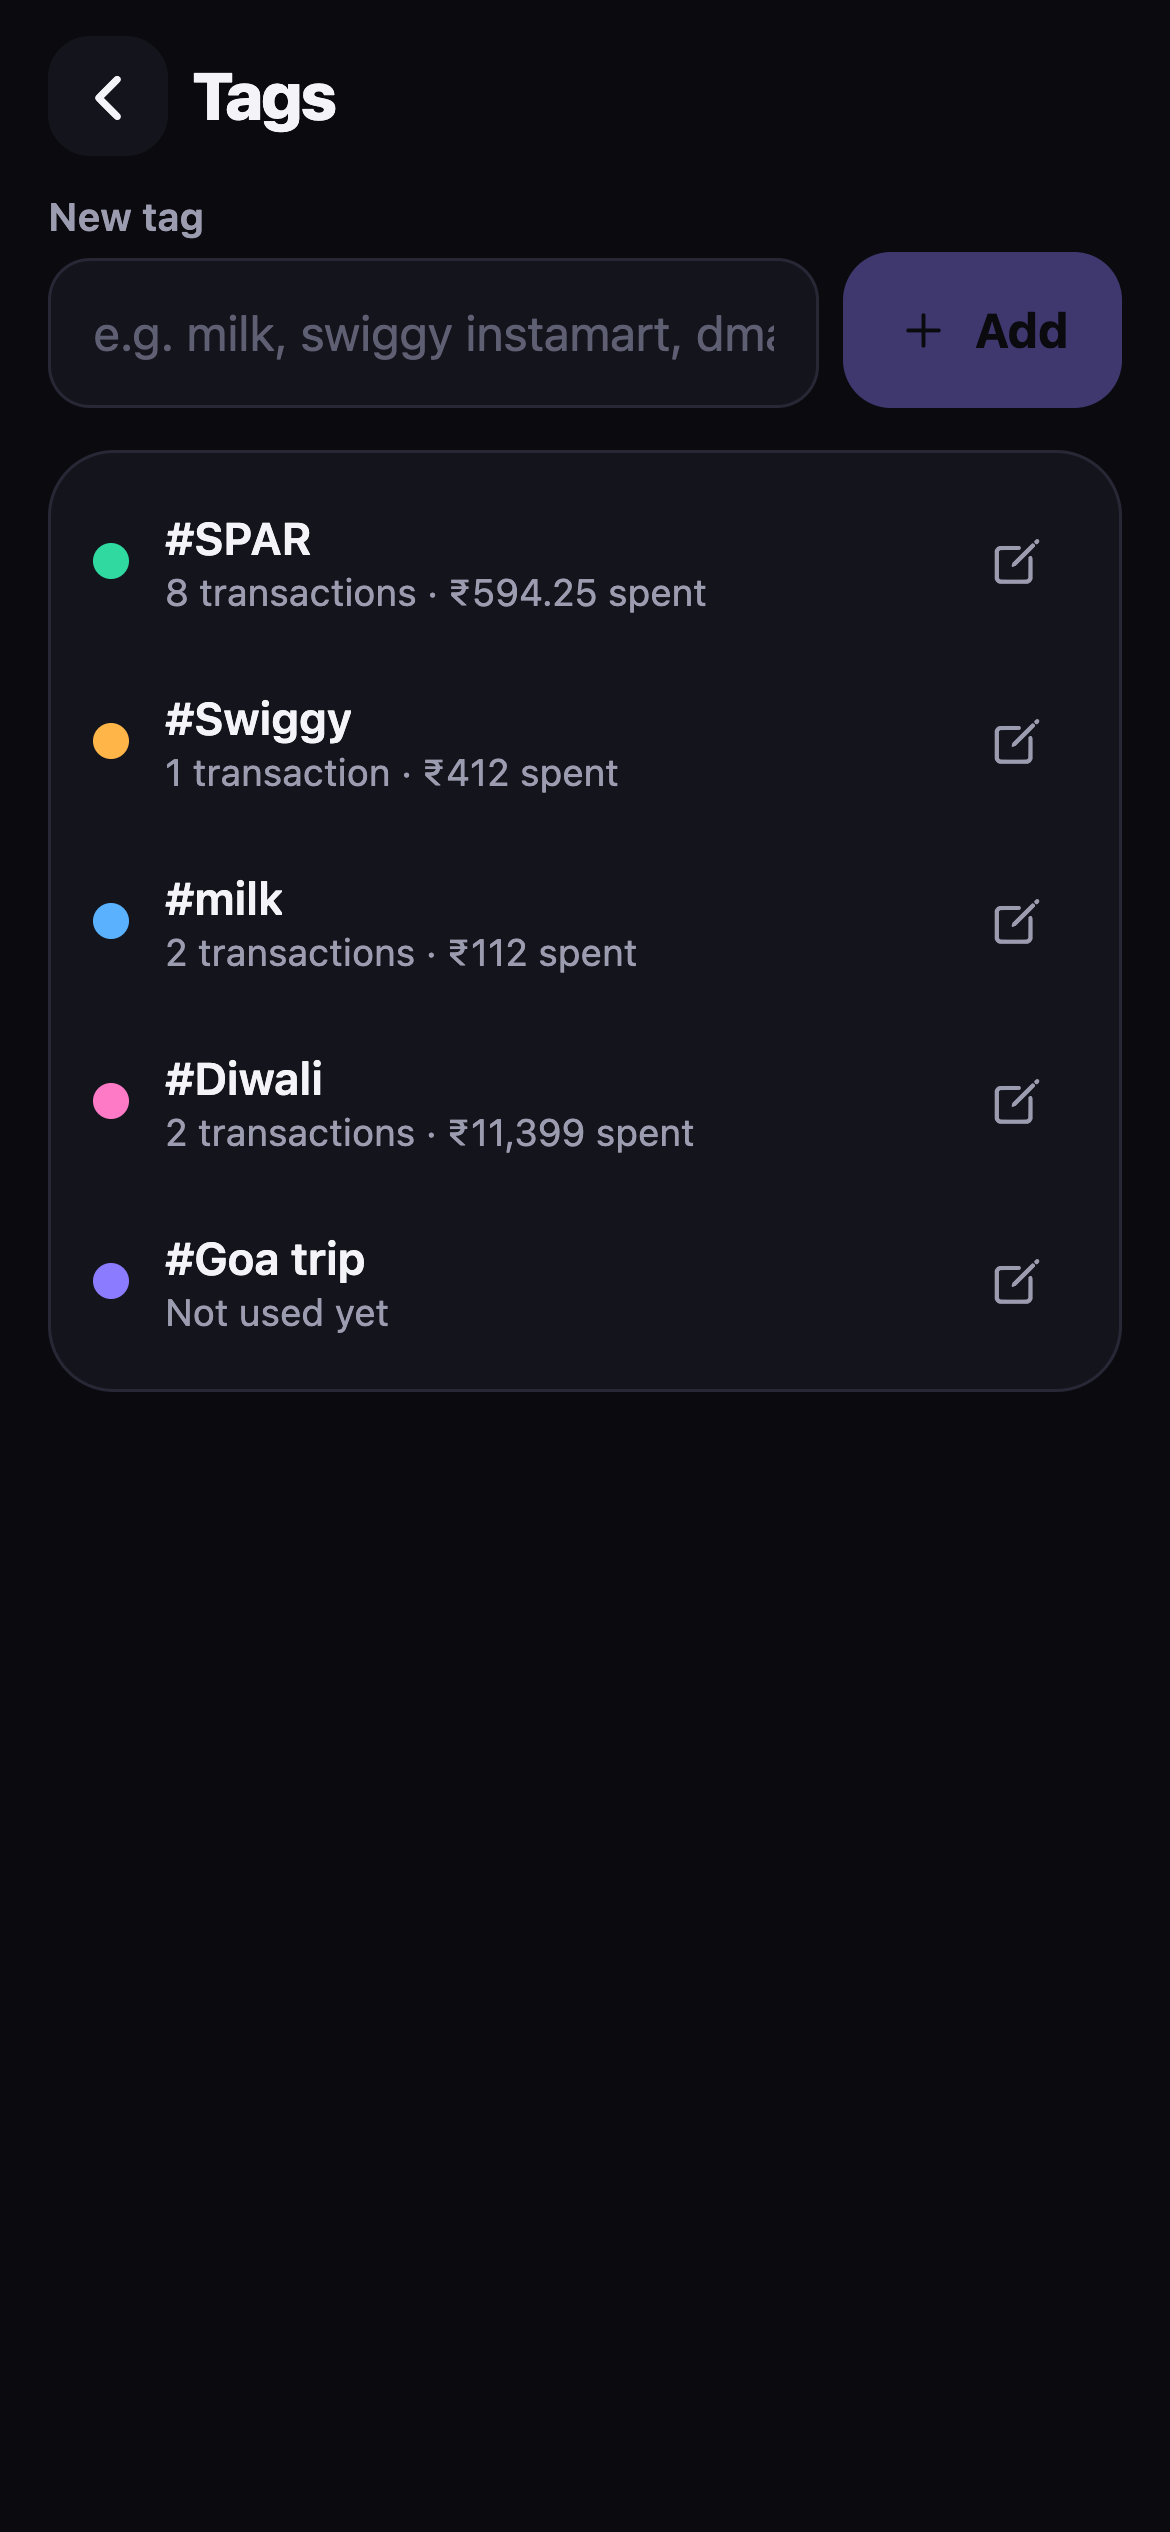 Tags
New tag
e.g. milk, swiggy instamart, dma
+ Add
#SPAR
8 transactions · ₹594.25 spent
#Swiggy
1 transaction · ₹412 spent
#milk
2 transactions · ₹112 spent
#Diwali
2 transactions · ₹11,399 spent
#Goa trip
Not used yet